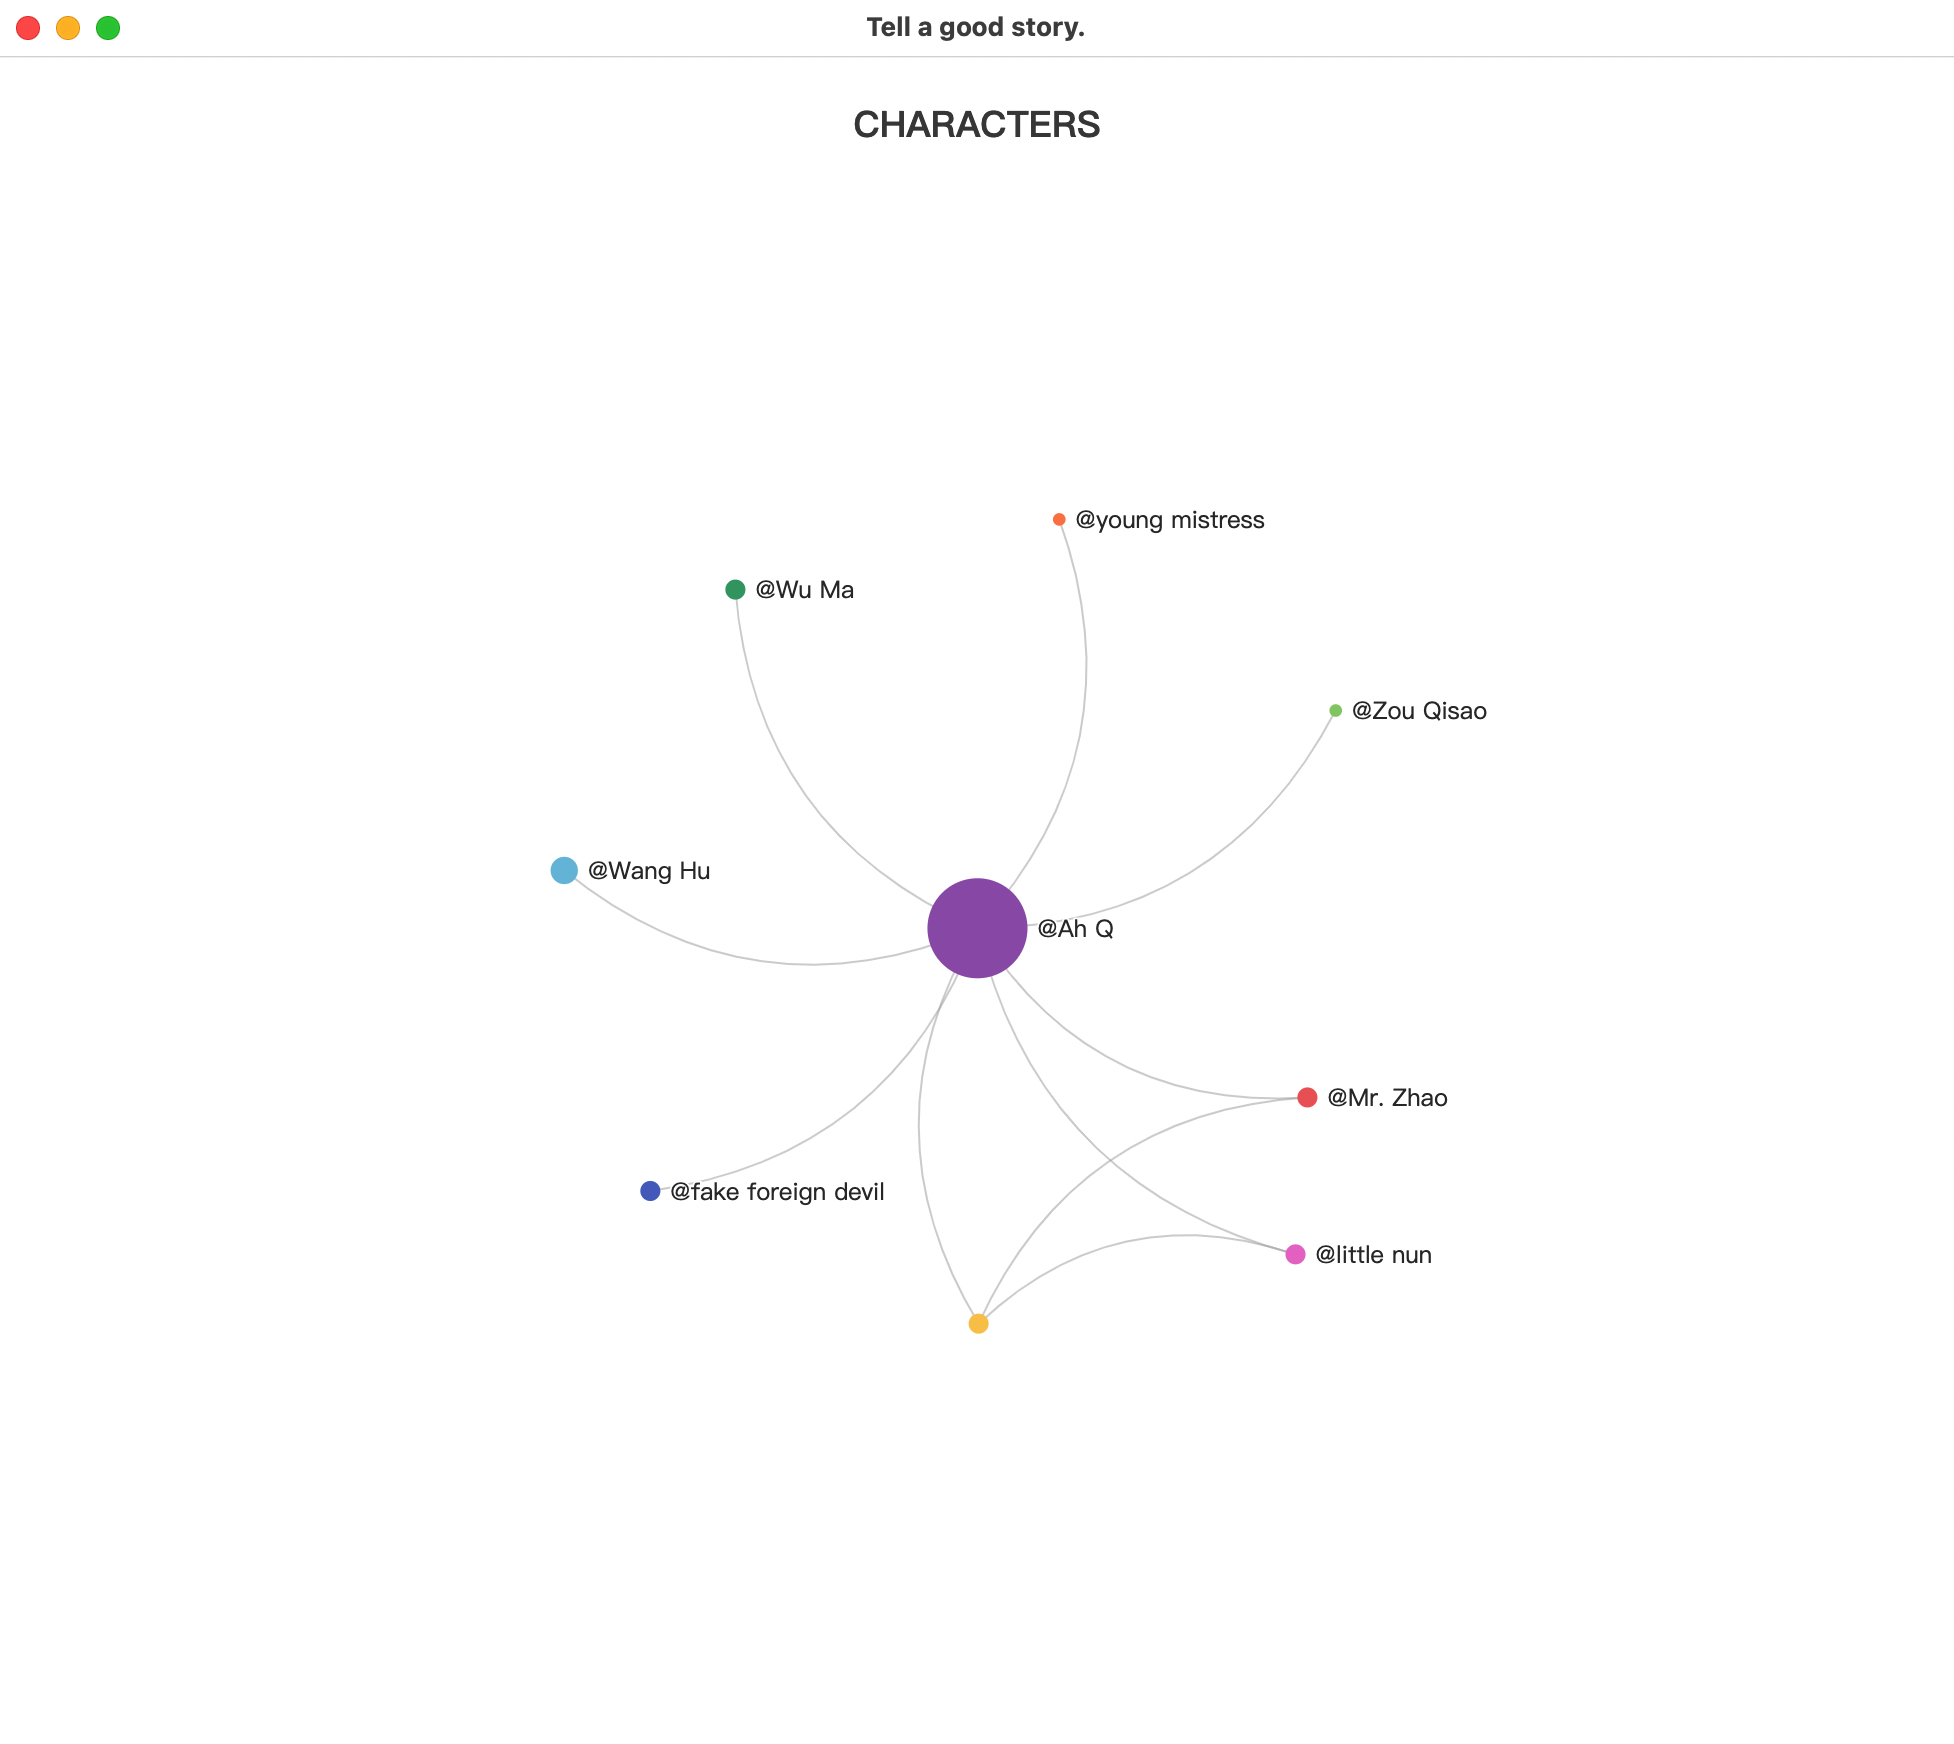 Tell a good story.
CHARACTERS
@young mistress
@Wu Ma
@Zou Qisao
@Wang Hu
@Ah Q
@Mr. Zhao
@fake foreign devil
@little nun